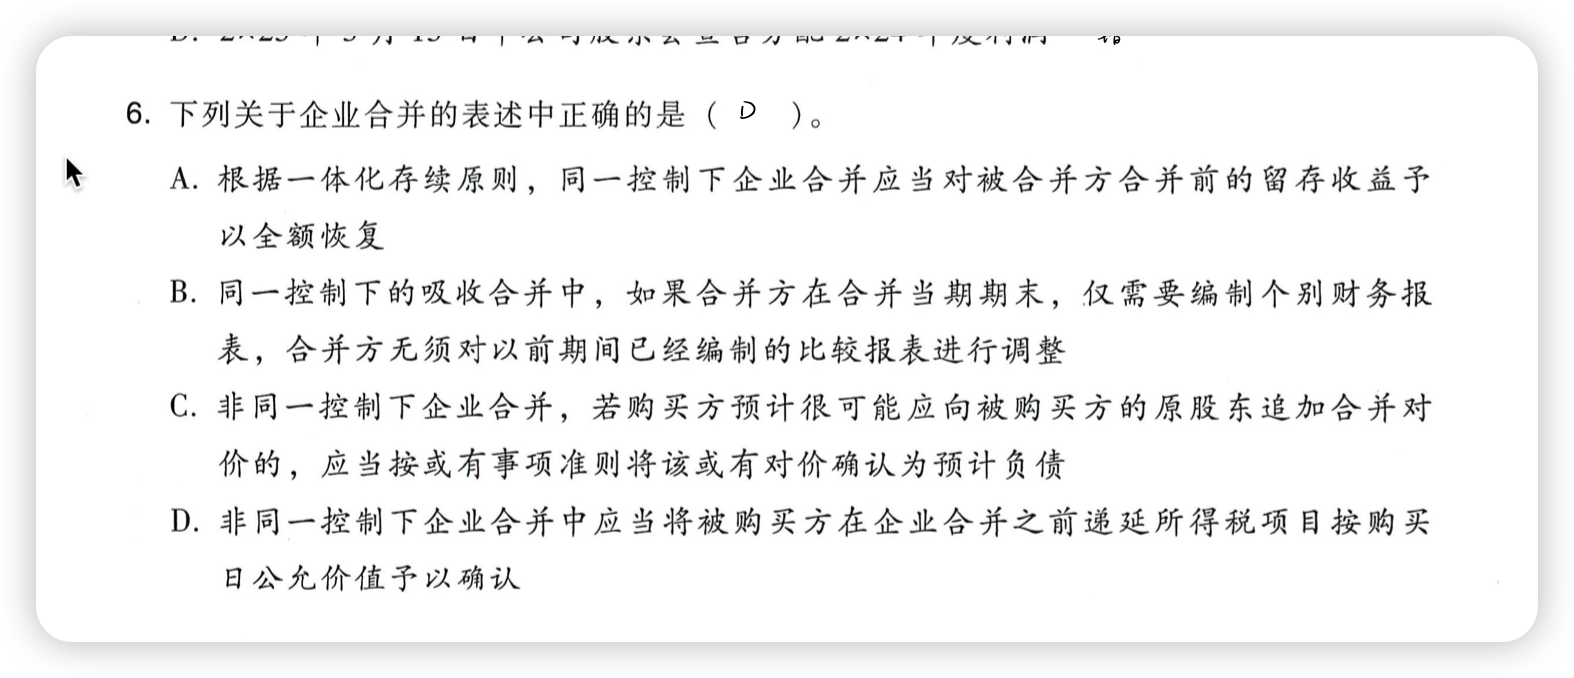 6. 下列关于企业合并的表述中正确的是（ D ）。
A. 根据一体化存续原则，同一控制下企业合并应当对被合并方合并前的留存收益予
以全额恢复
B. 同一控制下的吸收合并中，如果合并方在合并当期期末，仅需要编制个别财务报
表，合并方无须对以前期间已经编制的比较报表进行调整
C. 非同一控制下企业合并，若购买方预计很可能应向被购买方的原股东追加合并对
价的，应当按或有事项准则将该或有对价确认为预计负债
D. 非同一控制下企业合并中应当将被购买方在企业合并之前递延所得税项目按购买
日公允价值予以确认